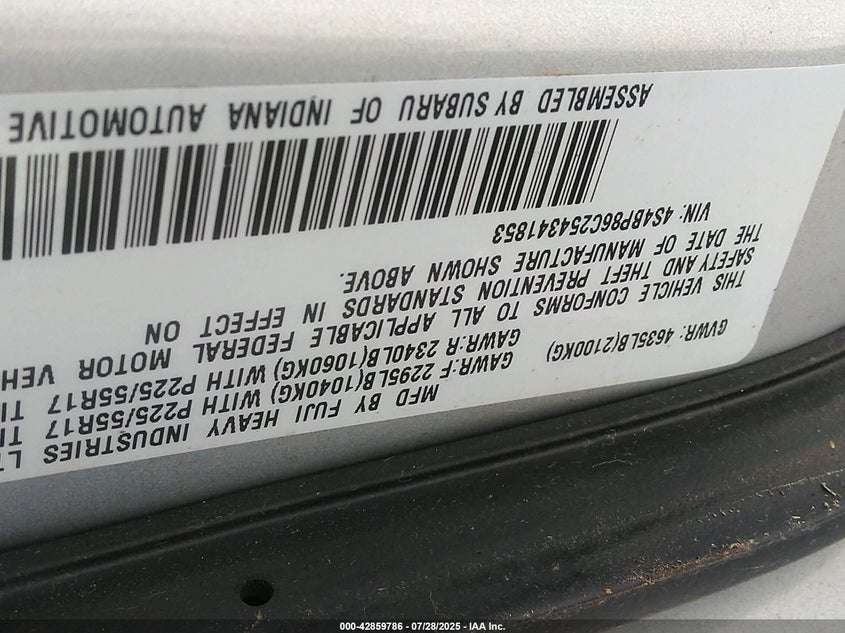 MFD BY FUJI HEAVY INDUSTRIES
GVWR: 4635LB(2100KG)
GAWR:F 2295LB(1040KG) WITH P225/55R17
GAWR:R 2340LB(1060KG) WITH P225/55R17
THIS VEHICLE CONFORMS TO ALL APPLICABLE FEDERAL MOTOR
SAFETY AND THEFT PREVENTION STANDARDS IN EFFECT ON
THE DATE OF MANUFACTURE SHOWN ABOVE.
VIN: 4S4BP86C254341853
ASSEMBLED BY SUBARU OF INDIANA AUTOMOTIVE
000-42859786 - 07/28/2025 - IAA Inc.